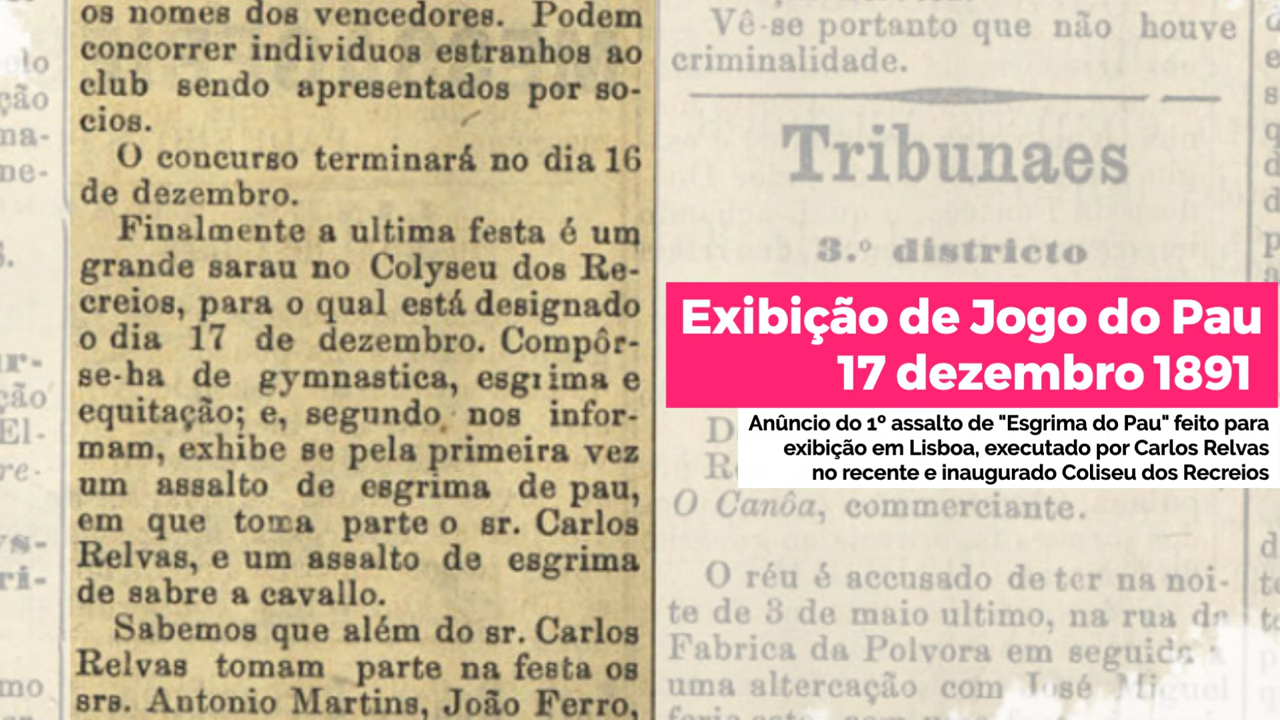 os nomes dos vencedores. Podem
concorrer individuos estranhos ao
club sendo apresentados por so-
cios.
O concurso terminará no dia 16
de dezembro.
Finalmente a ultima festa é um
grande sarau no Colyseu dos Re-
creios, para o qual está designado
o dia 17 de dezembro. Compôr-
se-ha de gymnastica, esgrima e
equitação; e, segundo nos infor-
mam, exhibe se pela primeira vez
um assalto de esgrima de pau,
em que toma parte o sr. Carlos
Relvas, e um assalto de esgrima
de sabre a cavallo.
Sabemos que além do sr. Carlos
Relvas tomam parte na festa os
srs. Antonio Martins, João Ferro,
Vê-se portanto que não houve
criminalidade.
Tribunaes
3.º districto
Exibição de Jogo do Pau
17 dezembro 1891
Anúncio do 1º assalto de "Esgrima do Pau" feito para
exibição em Lisboa, executado por Carlos Relvas
no recente e inaugurado Coliseu dos Recreios
O Canôa, commerciante.
O réu é accusado de ter na noi-
te de 3 de maio ultimo, na rua da
Fabrica da Polvora em seguida a
uma altercação com José Miguel